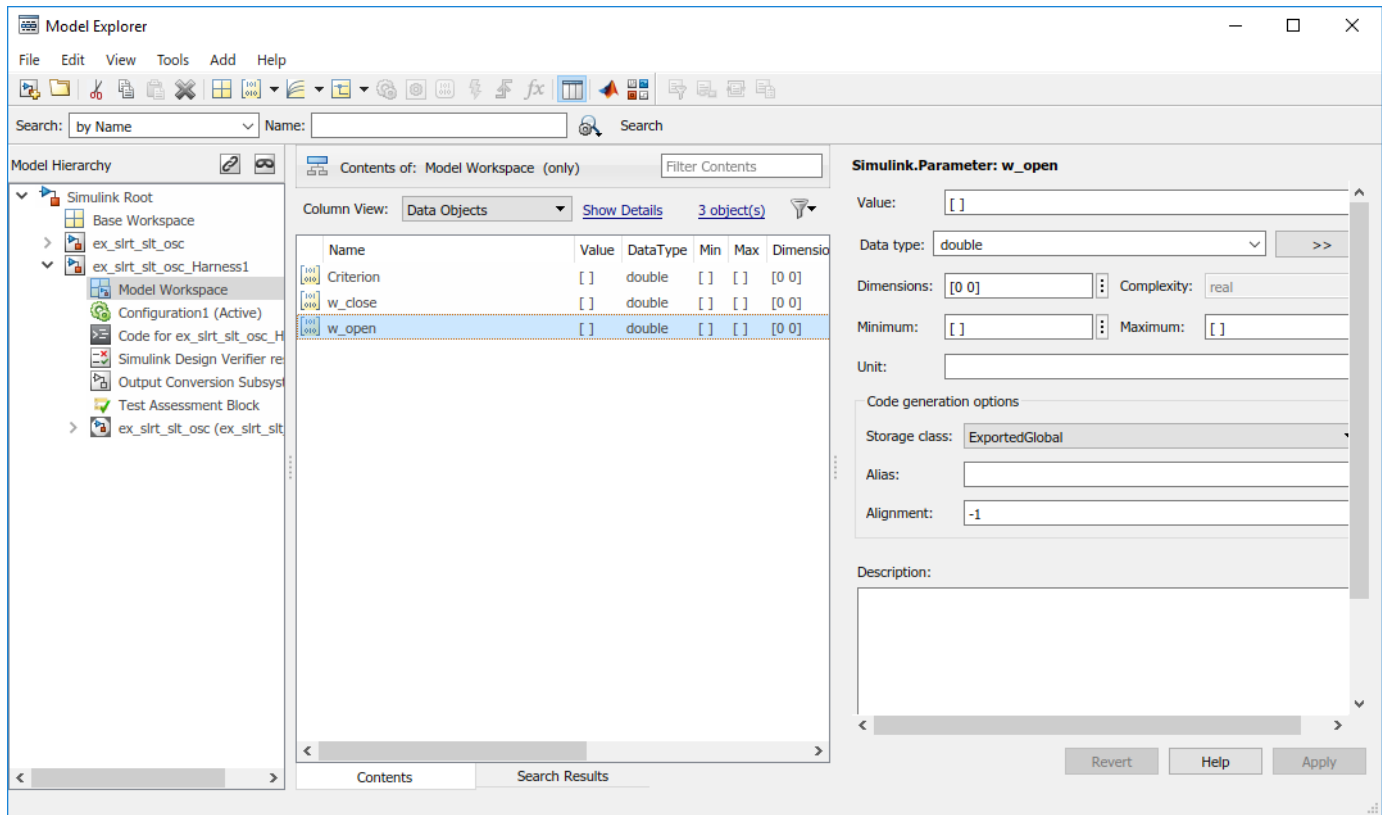 Model Explorer
File Edit View Tools Add Help
Search: by Name Name: Search
Model Hierarchy
Simulink Root
Base Workspace
ex_slrt_slt_osc
ex_slrt_slt_osc_Harness1
Model Workspace
Configuration1 (Active)
Code for ex_slrt_slt_osc_H
Simulink Design Verifier re
Output Conversion Subsyst
Test Assessment Block
ex_slrt_slt_osc (ex_slrt_slt
Contents of: Model Workspace (only) Filter Contents
Column View: Data Objects Show Details 3 object(s)
Name Value DataType Min Max Dimensio
Criterion [ ] double [ ] [ ] [0 0]
w_close [ ] double [ ] [ ] [0 0]
w_open [ ] double [ ] [ ] [0 0]
Contents Search Results
Simulink.Parameter: w_open
Value: [ ]
Data type: double >>
Dimensions: [0 0] Complexity: real
Minimum: [ ] Maximum: [ ]
Unit:
Code generation options
Storage class: ExportedGlobal
Alias:
Alignment: -1
Description:
Revert Help Apply